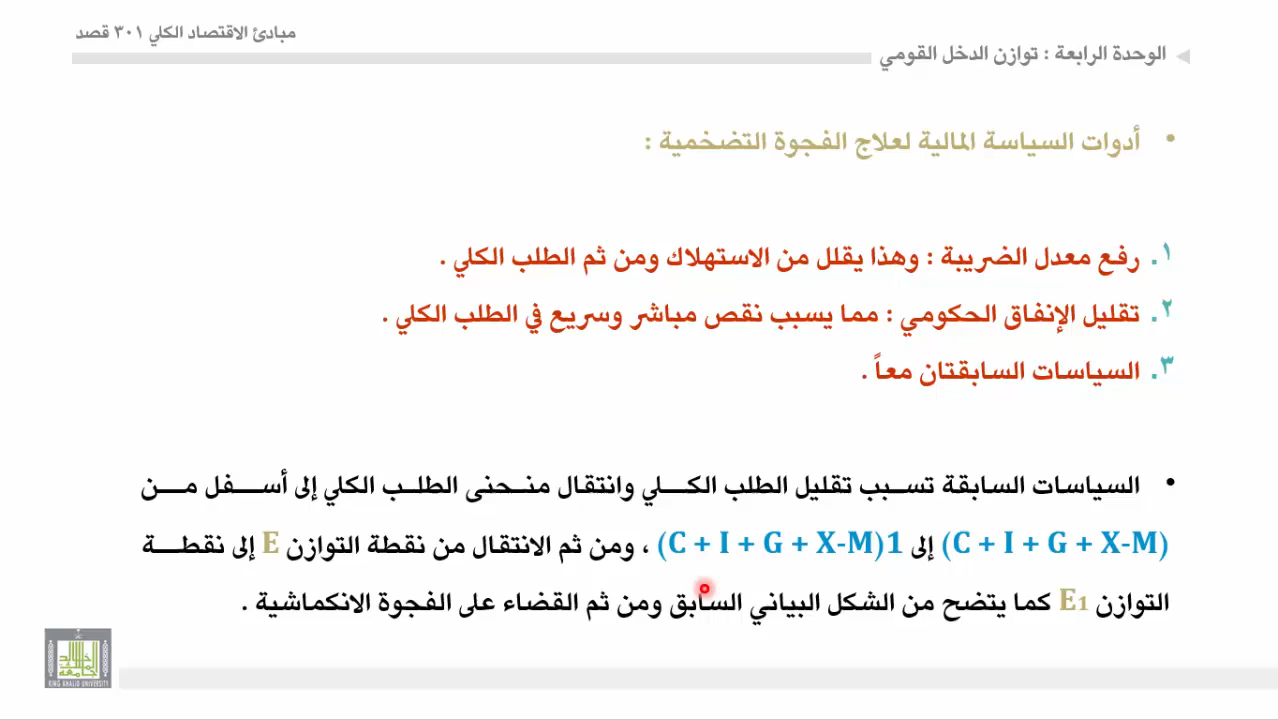 مبادئ الاقتصاد الكلي ٣٠١ قصد
الوحدة الرابعة : توازن الدخل القومي
• أدوات السياسة المالية لعلاج الفجوة التضخمية :
١. رفع معدل الضريبة : وهذا يقلل من الاستهلاك ومن ثم الطلب الكلي .
٢. تقليل الإنفاق الحكومي : مما يسبب نقص مباشر وسريع في الطلب الكلي .
٣. السياسات السابقتان معاً .
• السياسات السابقة تسبب تقليل الطلب الكلي وانتقال منحنى الطلب الكلي إلى أسفل من
(C + I + G + X-M) إلى (C + I + G + X-M)1 ، ومن ثم الانتقال من نقطة التوازن E إلى نقطة
التوازن E1 كما يتضح من الشكل البياني السابق ومن ثم القضاء على الفجوة الانكماشية .
KING KHALID UNIVERSITY